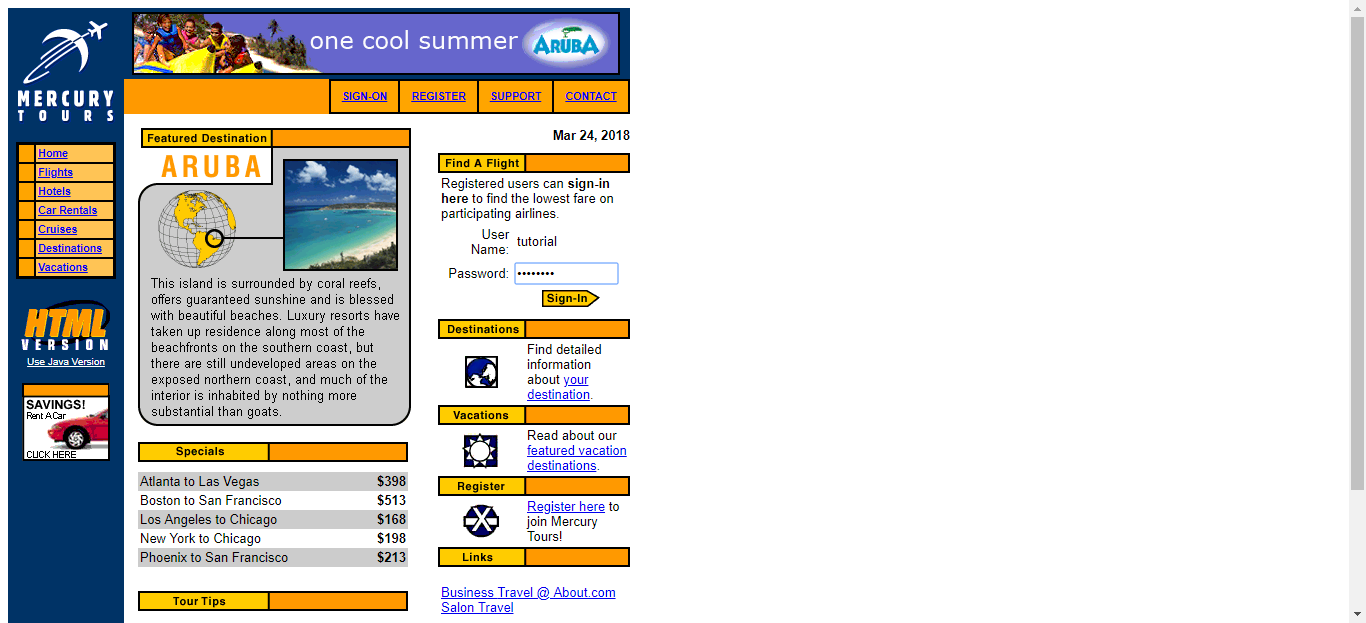 one cool summer ARUBA
MERCURY
TOURS
SIGN-ON REGISTER SUPPORT CONTACT
Home
Flights
Hotels
Car Rentals
Cruises
Destinations
Vacations
HTML
VERSION
Use Java Version
SAVINGS!
Rent A Car
CLICK HERE
Featured Destination
ARUBA
This island is surrounded by coral reefs,
offers guaranteed sunshine and is blessed
with beautiful beaches. Luxury resorts have
taken up residence along most of the
beachfronts on the southern coast, but
there are still undeveloped areas on the
exposed northern coast, and much of the
interior is inhabited by nothing more
substantial than goats.
Specials
Atlanta to Las Vegas $398
Boston to San Francisco $513
Los Angeles to Chicago $168
New York to Chicago $198
Phoenix to San Francisco $213
Tour Tips
Mar 24, 2018
Find A Flight
Registered users can sign-in
here to find the lowest fare on
participating airlines.
User
Name: tutorial
Password: ••••••••
Sign-In
Destinations
Find detailed
information
about your
destination.
Vacations
Read about our
featured vacation
destinations.
Register
Register here to
join Mercury
Tours!
Links
Business Travel @ About.com
Salon Travel